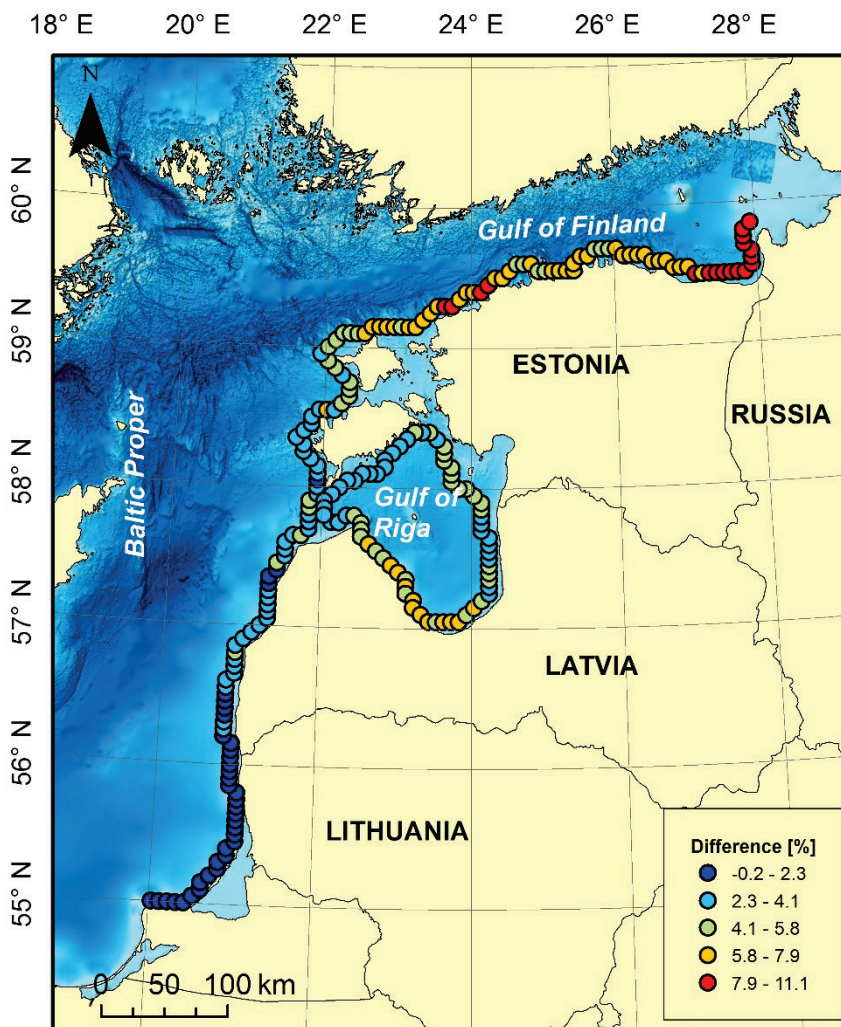 18° E 20° E 22° E 24° E 26° E 28° E
N
60° N
59° N
58° N
57° N
56° N
55° N
Gulf of Finland
ESTONIA
RUSSIA
Baltic Proper
Gulf of
Riga
LATVIA
LITHUANIA
Difference [%]
-0.2 - 2.3
2.3 - 4.1
4.1 - 5.8
5.8 - 7.9
7.9 - 11.1
0 50 100 km